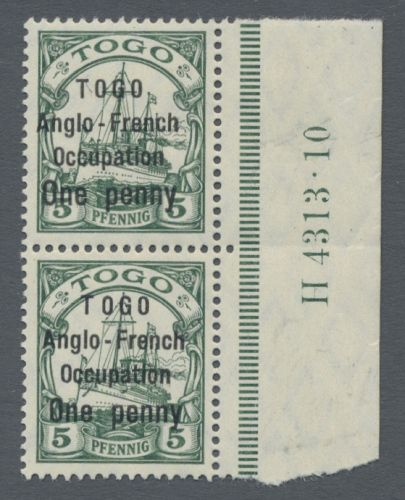 TOGO
TOGO
Anglo-French
Occupation
One penny
5 PFENNIG 5
TOGO
TOGO
Anglo-French
Occupation
One penny
5 PFENNIG 5
H 4313·10